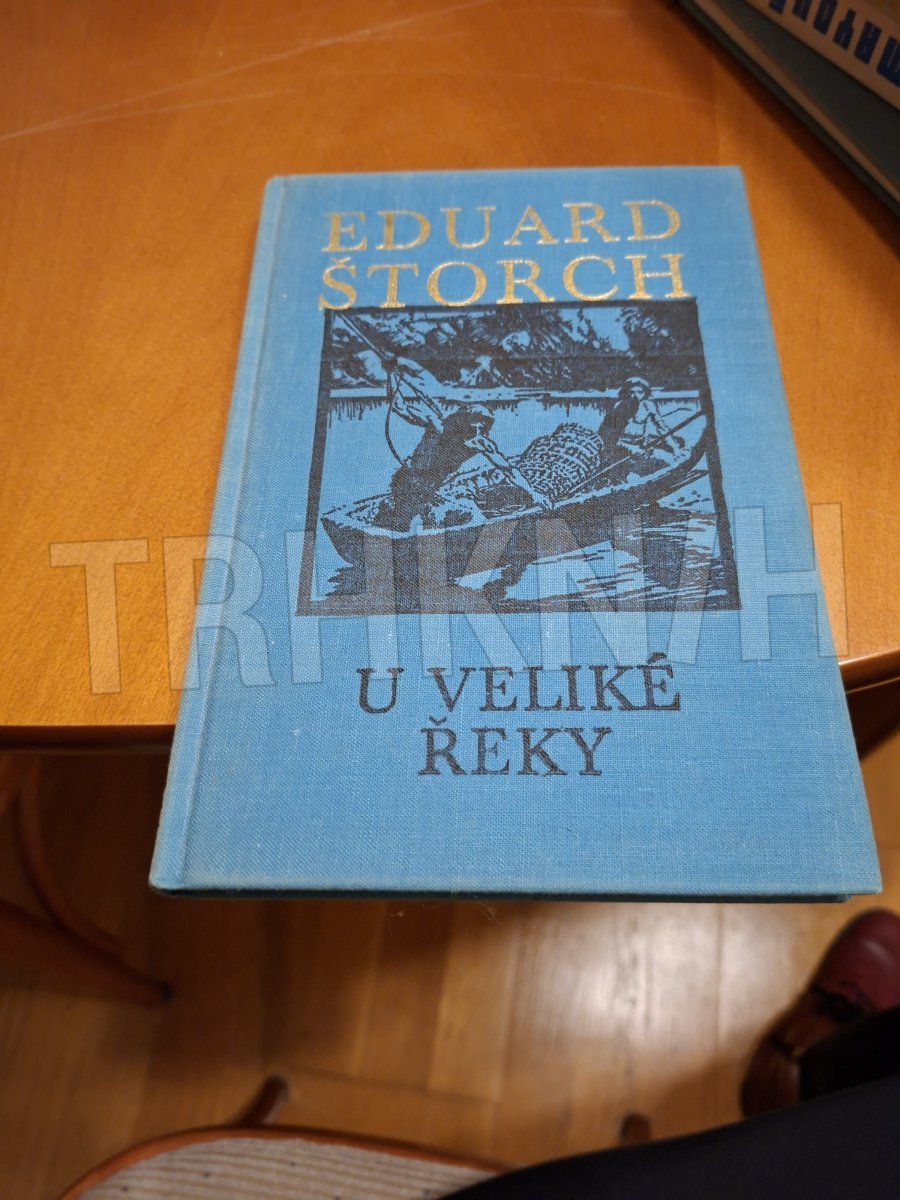 EDUARD
ŠTORCH
TRHKNIH
U VELIKÉ
ŘEKY